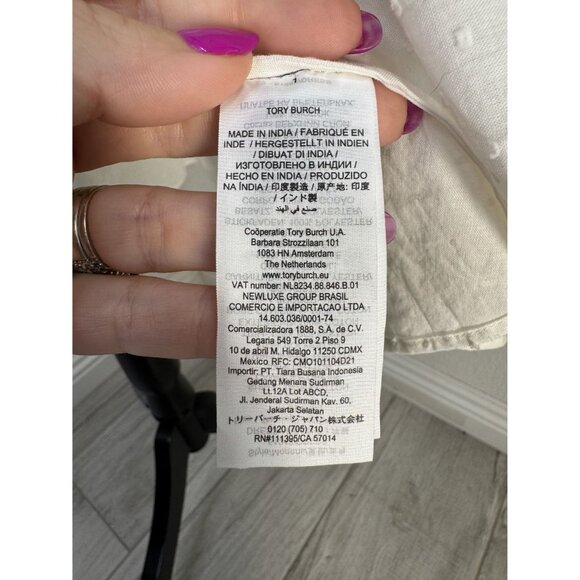 TORY BURCH
MADE IN INDIA / FABRIQUÉ EN
INDE / HERGESTELLT IN INDIEN
/ DIBUAT DI INDIA /
ИЗГОТОВЛЕНО В ИНДИИ /
HECHO EN INDIA / PRODUZIDO
NA ÍNDIA / 印度製造 / 原产地: 印度
/ インド製
صنع في الهند
Coöperatie Tory Burch U.A.
Barbara Strozzilaan 101
1083 HN Amsterdam
The Netherlands
www.toryburch.eu
VAT number: NL8234.88.846.B.01
NEWLUXE GROUP BRASIL
COMERCIO E IMPORTACAO LTDA
14.603.036/0001-74
Comercializadora 1888, S.A. de C.V.
Legaria 549 Torre 2 Piso 9
10 de abril M. Hidalgo 11250 CDMX
Mexico RFC: CMO101104D21
Importir: PT. Tiara Busana Indonesia
Gedung Menara Sudirman
Lt.12A Lot ABCD,
Jl. Jenderal Sudirman Kav. 60,
Jakarta Selatan
トリーバーチ・ジャパン株式会社
0120 (705) 710
RN#111395/CA 57014